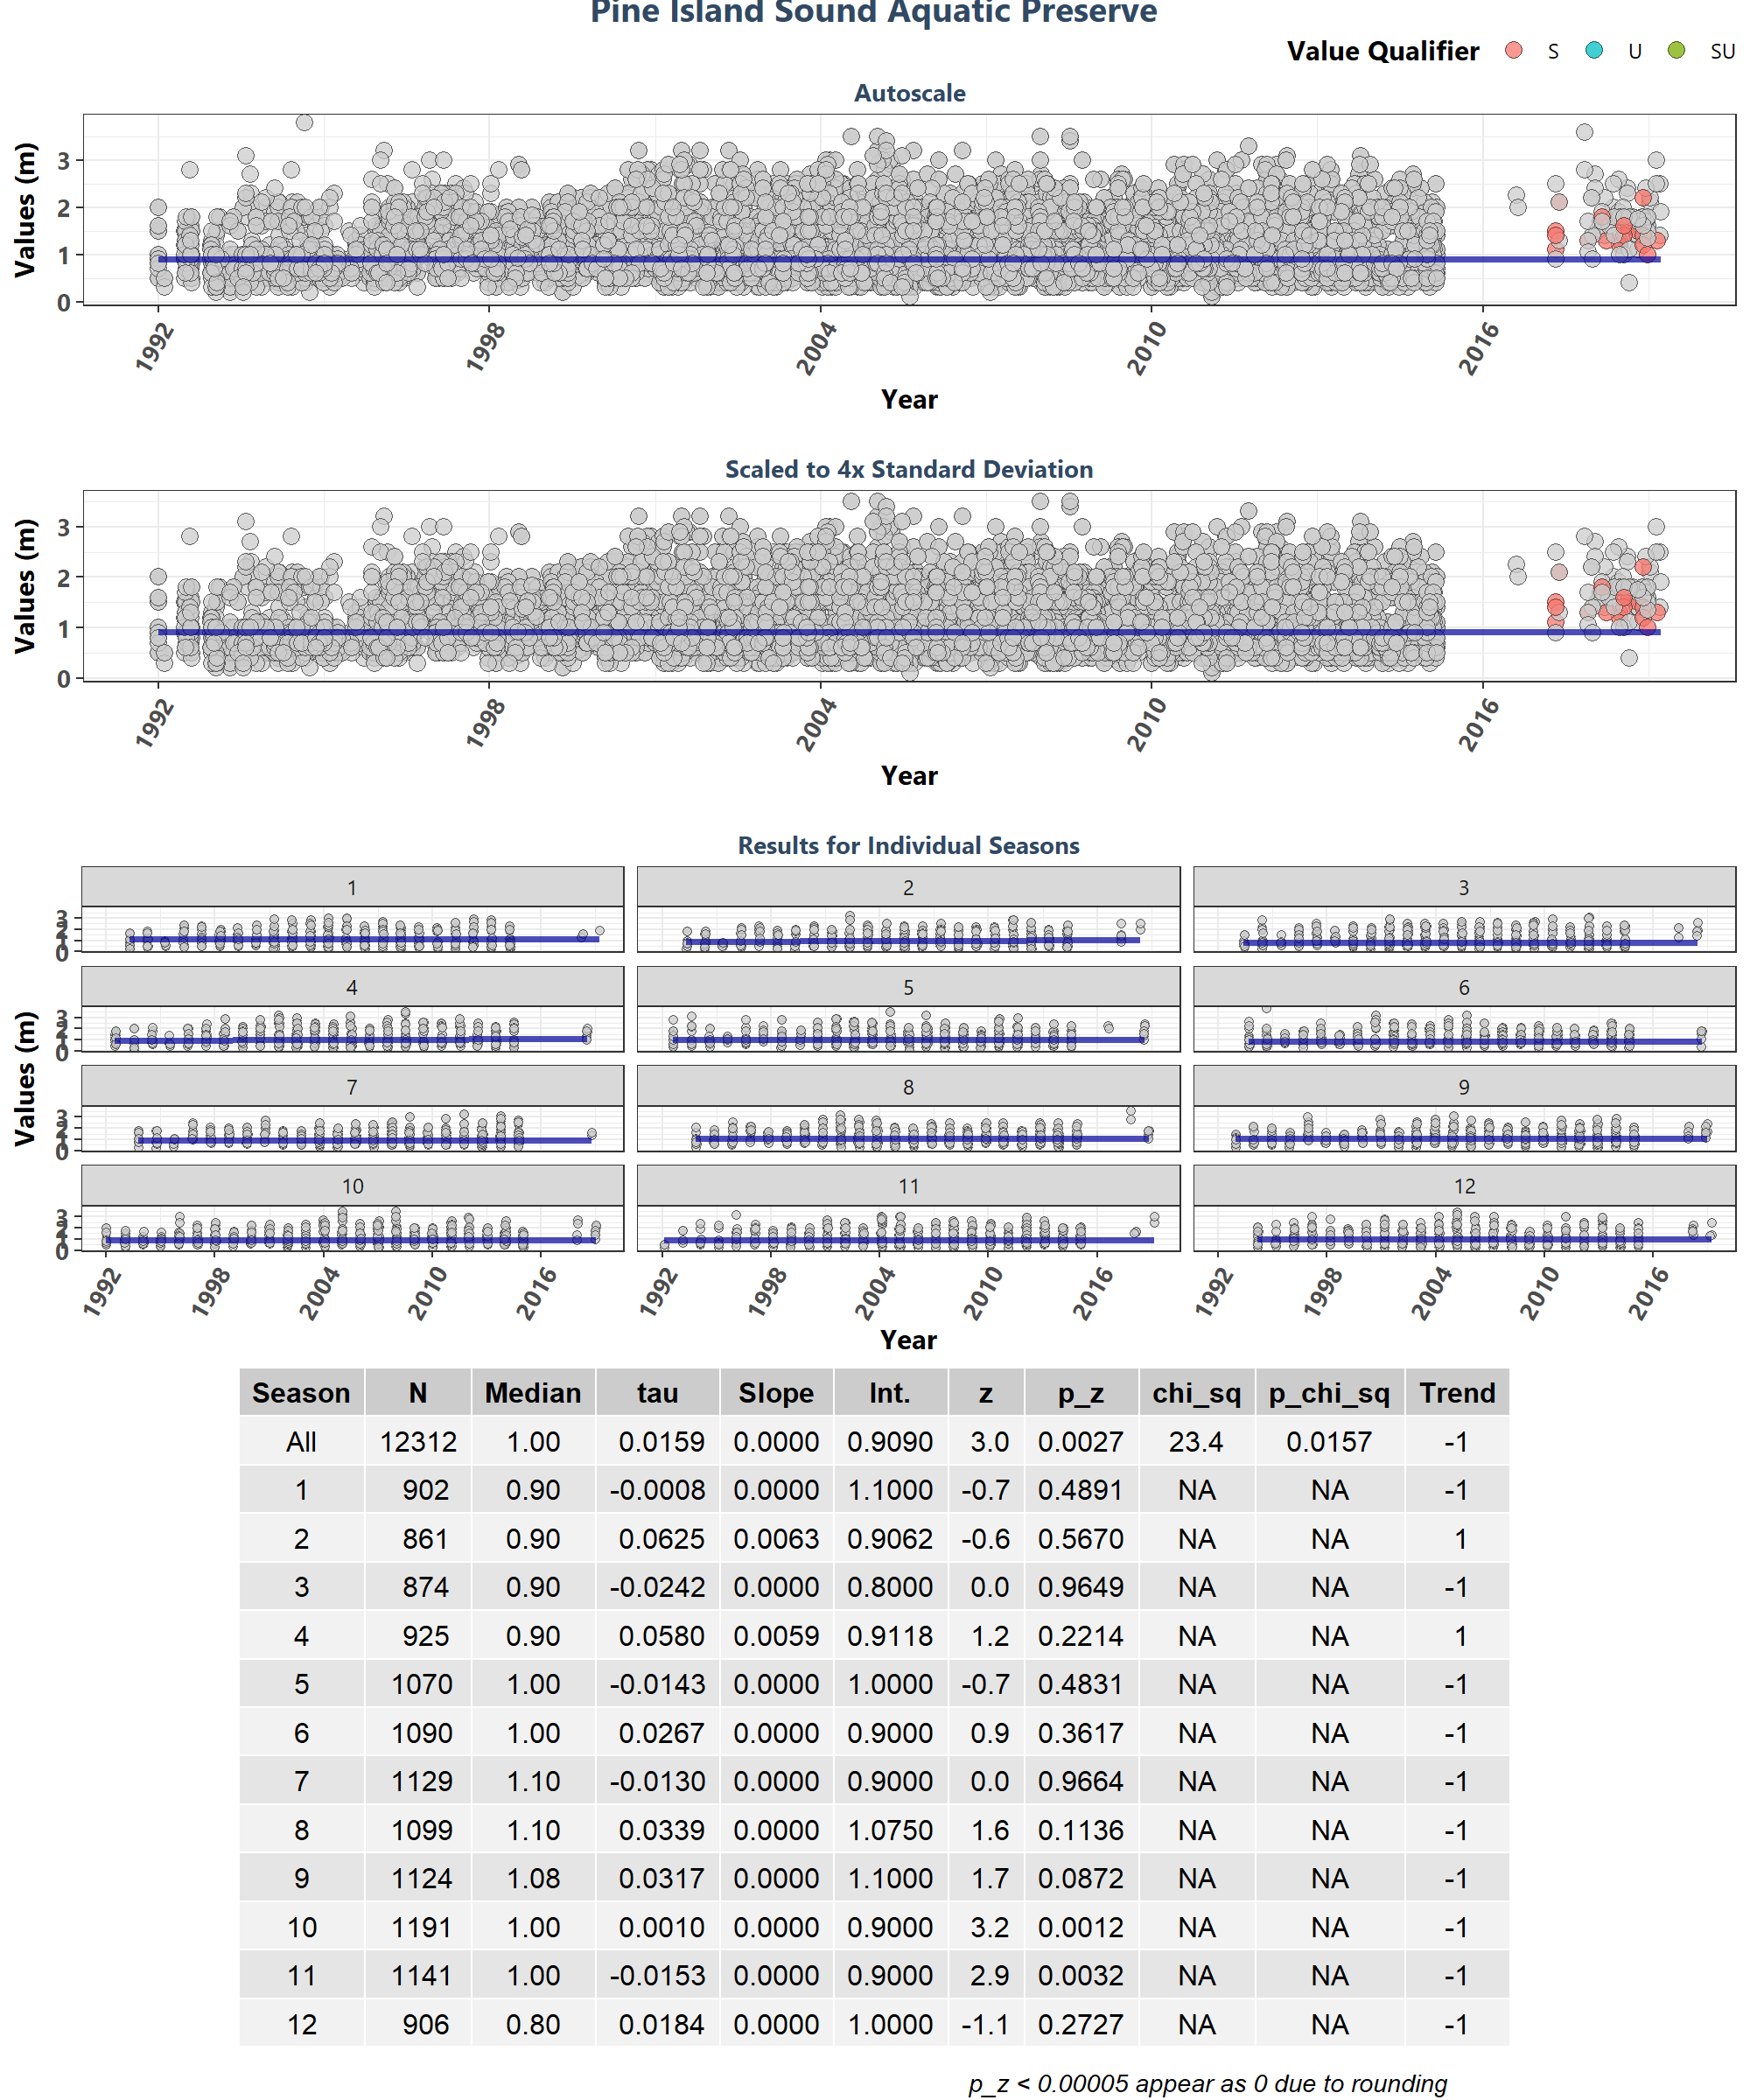 Pine Island Sound Aquatic Preserve
Value Qualifier S U SU
Autoscale
Values (m)
3
2
1
0
1992 1998 2004 2010 2016
Year
Scaled to 4x Standard Deviation
Values (m)
3
2
1
0
1992 1998 2004 2010 2016
Year
Results for Individual Seasons
Values (m)
1 2 3
3
2
1
0
4 5 6
3
2
1
0
7 8 9
3
2
1
0
10 11 12
3
2
1
0
1992 1998 2004 2010 2016 1992 1998 2004 2010 2016 1992 1998 2004 2010 2016
Year
Season N Median tau Slope Int. z p_z chi_sq p_chi_sq Trend
All 12312 1.00 0.0159 0.0000 0.9090 3.0 0.0027 23.4 0.0157 -1
1 902 0.90 -0.0008 0.0000 1.1000 -0.7 0.4891 NA NA -1
2 861 0.90 0.0625 0.0063 0.9062 -0.6 0.5670 NA NA 1
3 874 0.90 -0.0242 0.0000 0.8000 0.0 0.9649 NA NA -1
4 925 0.90 0.0580 0.0059 0.9118 1.2 0.2214 NA NA 1
5 1070 1.00 -0.0143 0.0000 1.0000 -0.7 0.4831 NA NA -1
6 1090 1.00 0.0267 0.0000 0.9000 0.9 0.3617 NA NA -1
7 1129 1.10 -0.0130 0.0000 0.9000 0.0 0.9664 NA NA -1
8 1099 1.10 0.0339 0.0000 1.0750 1.6 0.1136 NA NA -1
9 1124 1.08 0.0317 0.0000 1.1000 1.7 0.0872 NA NA -1
10 1191 1.00 0.0010 0.0000 0.9000 3.2 0.0012 NA NA -1
11 1141 1.00 -0.0153 0.0000 0.9000 2.9 0.0032 NA NA -1
12 906 0.80 0.0184 0.0000 1.0000 -1.1 0.2727 NA NA -1
p_z < 0.00005 appear as 0 due to rounding